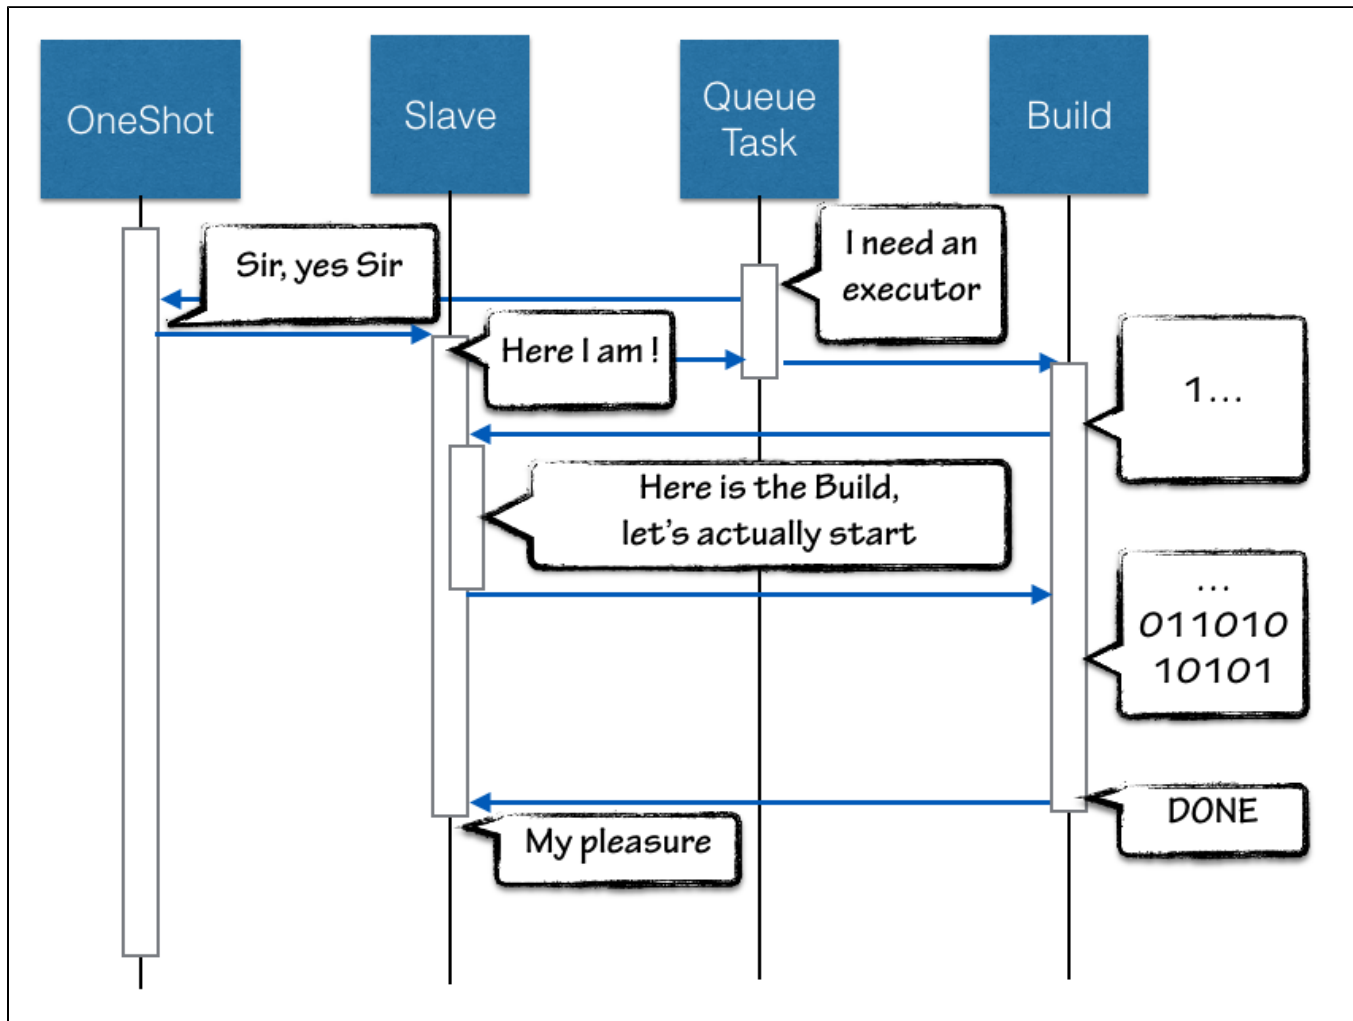 OneShot
Slave
Queue
Task
Build
Sir, yes Sir
I need an
executor
Here I am !
1...
Here is the Build,
let's actually start
...
011010
10101
DONE
My pleasure